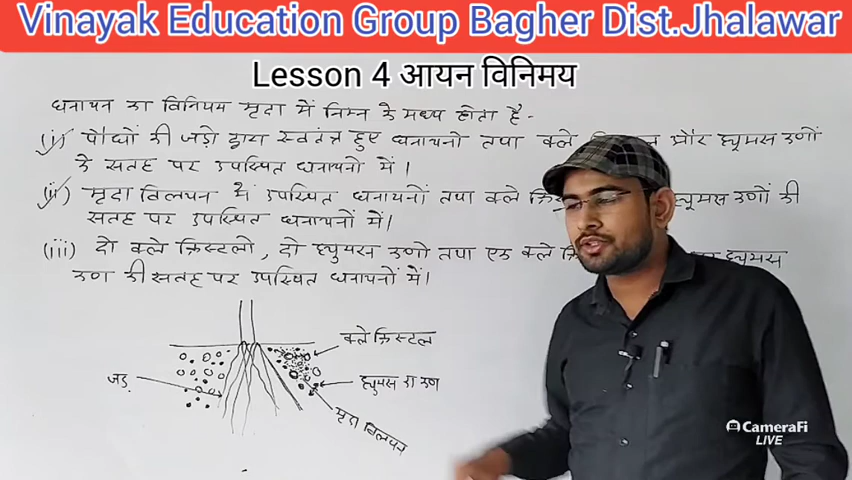 Vinayak Education Group Bagher Dist.Jhalawar
Lesson 4 आयन विनिमय
धनायन का विनियम मृदा में निम्न के मध्य होता है -
(i) पौधों की जड़ो द्वारा स्वतंत्र हुए धनायनो तथा क्ले और ह्यूमस कणों
के सतह पर उपस्थित धनायनो में।
(ii) मृदा विलयन में उपस्थित धनायनों तथा क्ले ह्यूमस कणों की
सतह पर उपस्थित धनायनों में।
(iii) दो क्ले क्रिस्टलो, दो ह्युमस कणो तथा एक क्ले ह्युमस
कण की सतह पर उपस्थित धनायनों में।
क्ले क्रिस्टल
जड़
ह्युमस का कण
मृदा विलयन
CameraFi
LIVE